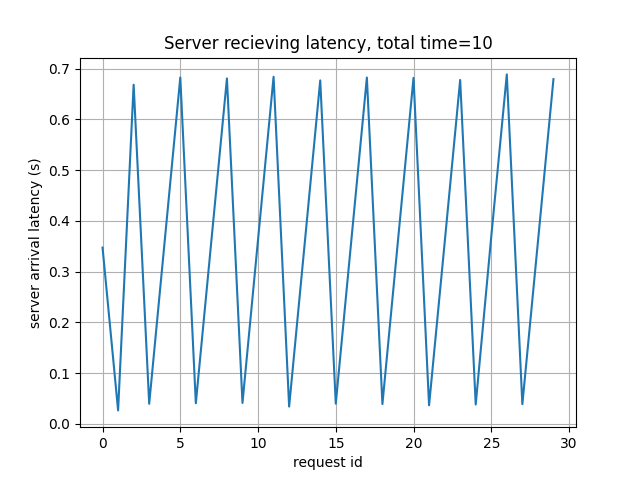 Server recieving latency, total time=10
server arrival latency (s)
0.7
0.6
0.5
0.4
0.3
0.2
0.1
0.0
0 5 10 15 20 25 30
request id